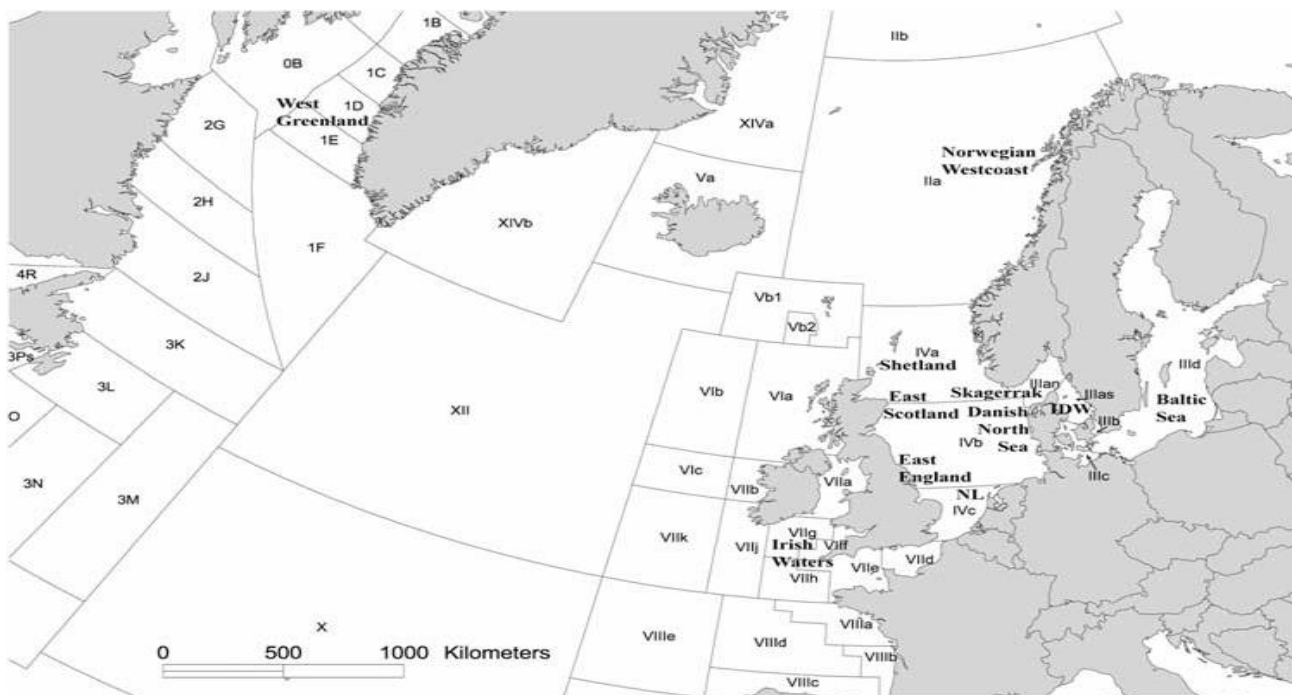 1B
IIb
0B
1C
West
1D
Greenland
2G
1E
XIVa
Norwegian
Westcoast
Va
IIa
2H
XIVb
1F
4R
2J
Vb1
Vb2
3K
IVa
3Ps
Shetland
IIId
3L
VIb
VIa
IIIan
Skagerrak
IIIas
East
Scotland
Danish
North
Sea
IDW
Baltic
Sea
O
XII
IIIb
IVb
East
England
VIc
IIIc
3N
VIIb
VIIa
3M
NL
IVc
VIIg
VIIk
VIIj
Irish
Waters
VIIf
VIIe
VIId
VIIh
X
VIIIa
VIIIe
VIIId
VIIIb
VIIIc
0 500 1000 Kilometers